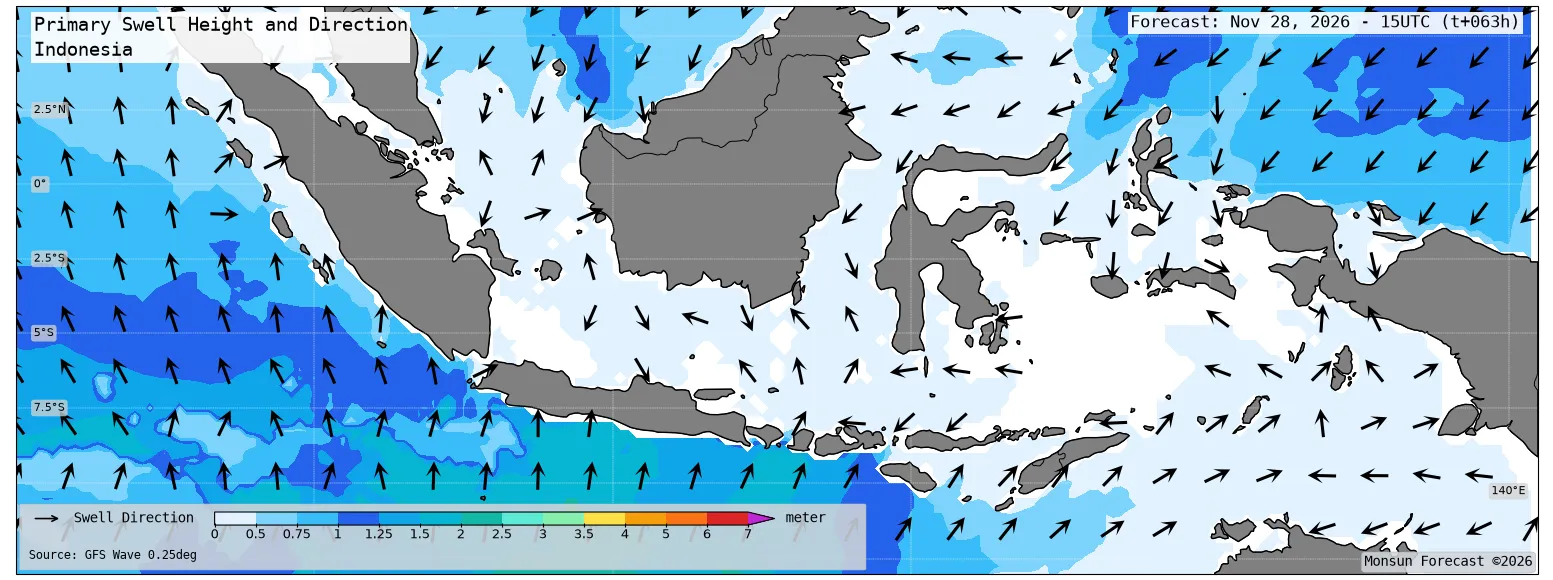 Primary Swell Height and Direction
Indonesia
Forecast: Nov 28, 2026 - 15UTC (t+063h)
2.5°N
0°
2.5°S
5°S
7.5°S
140°E
Swell Direction
0 0.5 0.75 1 1.25 1.5 2 2.5 3 3.5 4 5 6 7
meter
Source: GFS Wave 0.25deg
Monsun Forecast ©2026